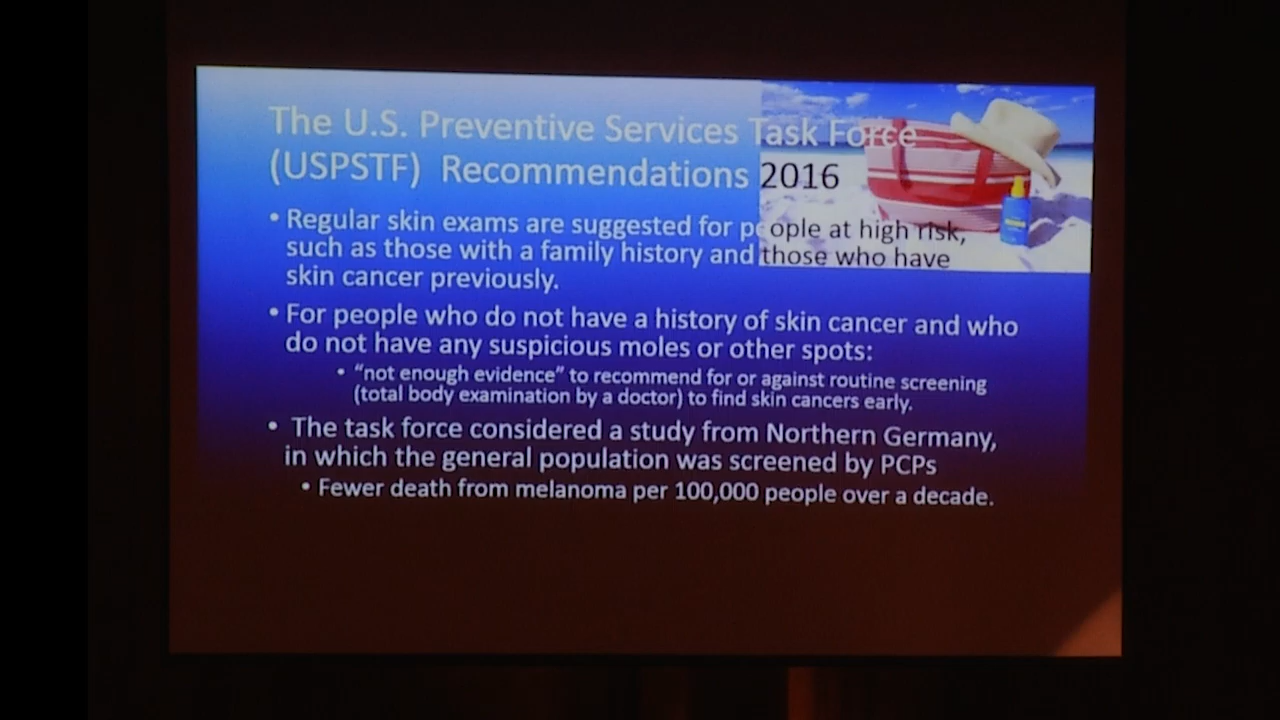 The U.S. Preventive Services Task Force
(USPSTF) Recommendations 2016
• Regular skin exams are suggested for people at high risk,
such as those with a family history and those who have
skin cancer previously.
• For people who do not have a history of skin cancer and who
do not have any suspicious moles or other spots:
• “not enough evidence” to recommend for or against routine screening
(total body examination by a doctor) to find skin cancers early.
• The task force considered a study from Northern Germany,
in which the general population was screened by PCPs
• Fewer death from melanoma per 100,000 people over a decade.